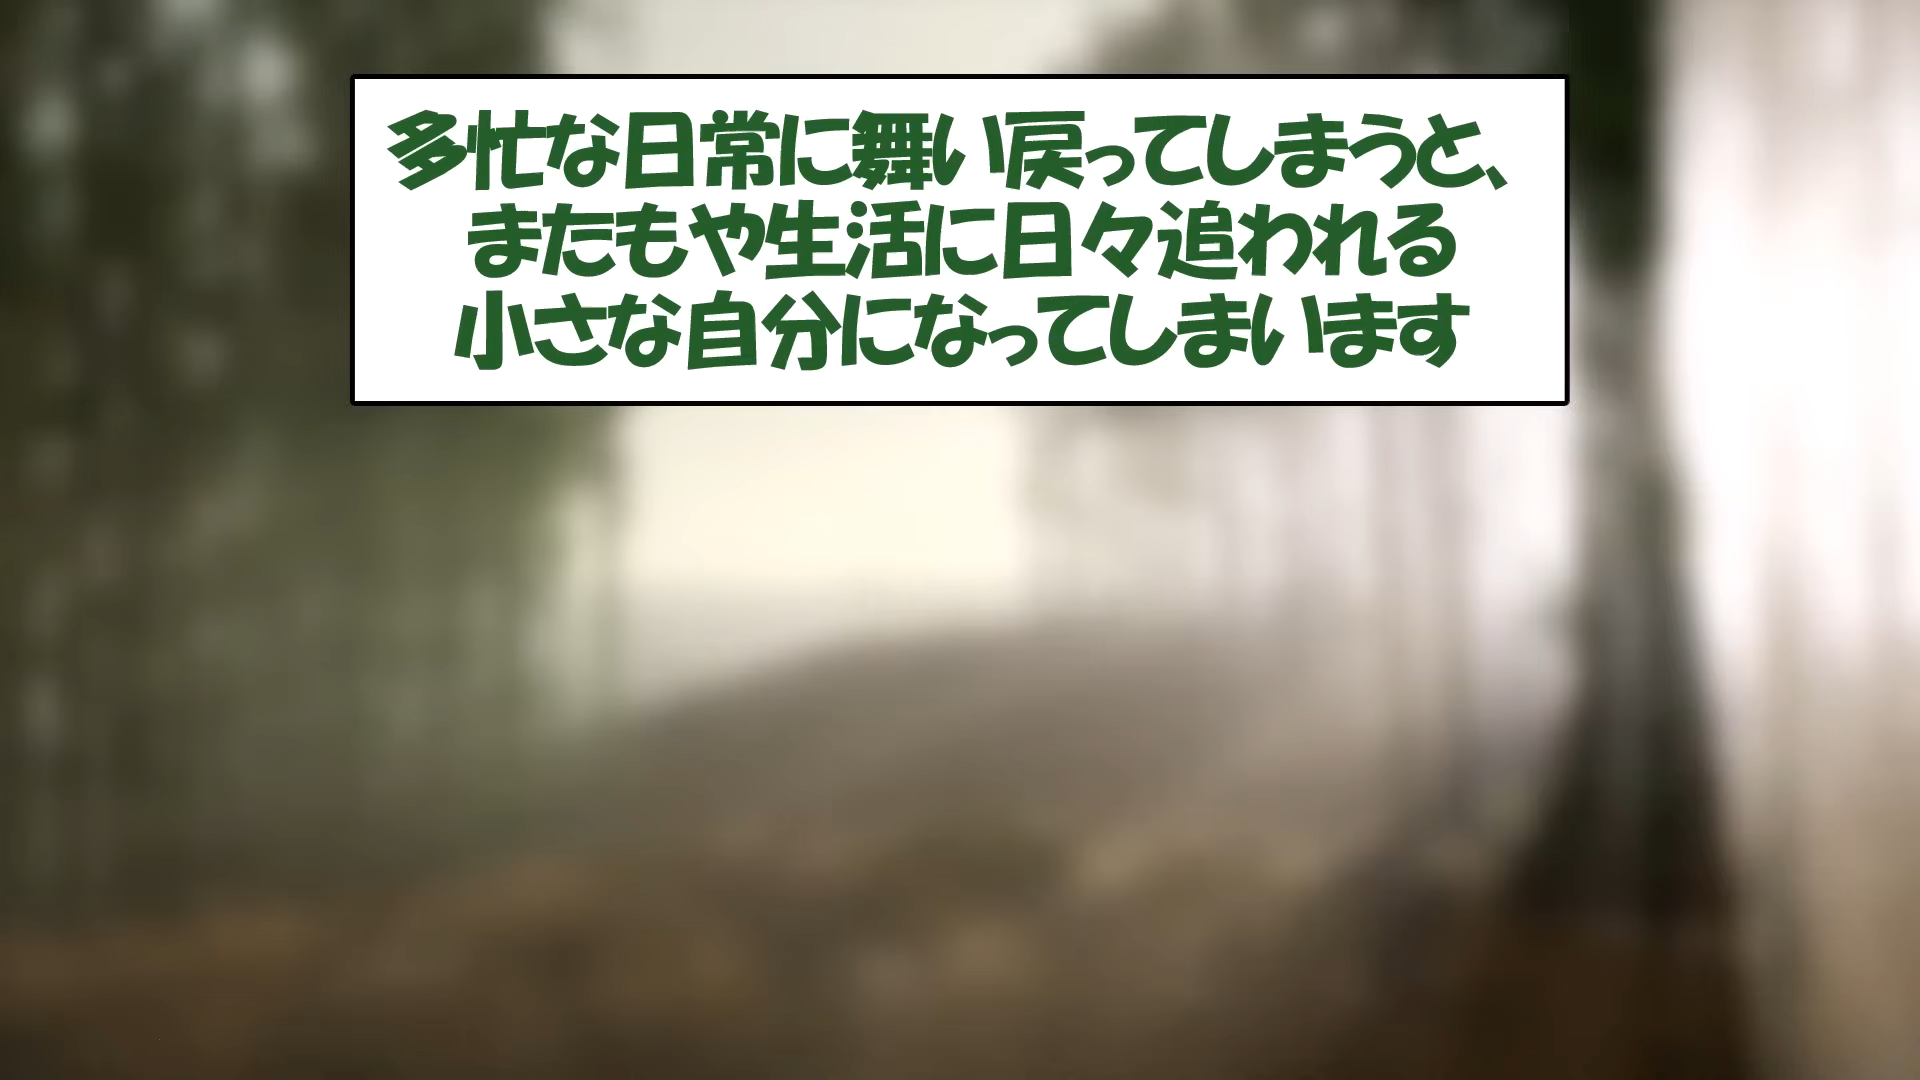 多忙な日常に舞い戻ってしまうと、
またもや生活に日々追われる
小さな自分になってしまいます